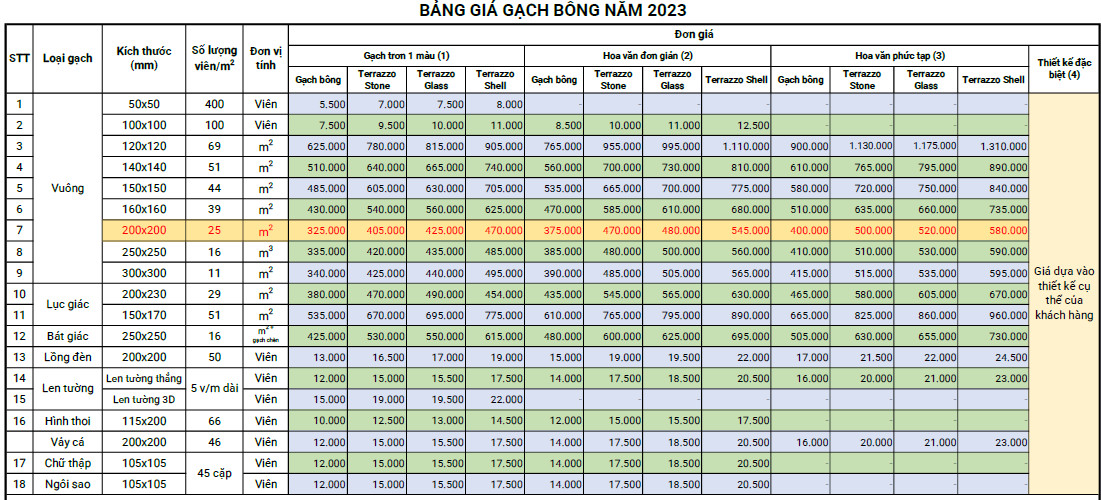 BẢNG GIÁ GẠCH BÔNG NĂM 2023
STT Loại gạch Kích thước (mm) Số lượng viên/m² Đơn vị tính Đơn giá
Gạch trơn 1 màu (1) Hoa văn đơn giản (2) Hoa văn phức tạp (3) Thiết kế đặc biệt (4)
Gạch bông Terrazzo Stone Terrazzo Glass Terrazzo Shell Gạch bông Terrazzo Stone Terrazzo Glass Terrazzo Shell Gạch bông Terrazzo Stone Terrazzo Glass Terrazzo Shell
1 Vuông 50x50 400 Viên 5.500 7.000 7.500 8.000 - - - - - - - -
2 100x100 100 Viên 7.500 9.500 10.000 11.000 8.500 10.000 11.000 12.500 - - - -
3 120x120 69 m² 625.000 780.000 815.000 905.000 765.000 955.000 995.000 1.110.000 900.000 1.130.000 1.175.000 1.310.000
4 140x140 51 m² 510.000 640.000 665.000 740.000 560.000 700.000 730.000 810.000 610.000 765.000 795.000 890.000
5 150x150 44 m² 485.000 605.000 630.000 705.000 535.000 665.000 700.000 775.000 580.000 720.000 750.000 840.000
6 160x160 39 m² 430.000 540.000 560.000 625.000 470.000 585.000 610.000 680.000 510.000 635.000 660.000 735.000
7 200x200 25 m² 325.000 405.000 425.000 470.000 375.000 470.000 480.000 545.000 400.000 500.000 520.000 580.000
8 250x250 16 m³ 335.000 420.000 435.000 485.000 385.000 480.000 500.000 560.000 410.000 510.000 530.000 590.000
9 300x300 11 m² 340.000 425.000 440.000 495.000 390.000 485.000 505.000 565.000 415.000 515.000 535.000 595.000
Giá dựa vào thiết kế cụ thể của khách hàng
10 Lục giác 200x230 29 m² 380.000 470.000 490.000 454.000 435.000 545.000 565.000 630.000 465.000 580.000 605.000 670.000
11 150x170 51 m² 535.000 670.000 695.000 775.000 610.000 765.000 795.000 890.000 665.000 825.000 860.000 960.000
12 Bát giác 250x250 16 m² + gạch chèn 425.000 530.000 550.000 615.000 480.000 600.000 625.000 695.000 505.000 630.000 655.000 730.000
13 Lồng đèn 200x200 50 Viên 13.000 16.500 17.000 19.000 15.000 19.000 19.500 22.000 17.000 21.500 22.000 24.500
14 Len tường Len tường thẳng 5 v/m dài Viên 12.000 15.000 15.500 17.500 14.000 17.500 18.500 20.500 16.000 20.000 21.000 23.000
15 Len tường 3D Viên 15.000 19.000 19.500 22.000 - - - - - - - -
16 Hình thoi 115x200 66 Viên 10.000 12.500 13.000 14.500 12.000 15.000 15.500 17.500 - - - -
Vảy cá 200x200 46 Viên 12.000 15.000 15.500 17.500 14.000 17.500 18.500 20.500 16.000 20.000 21.000 23.000
17 Chữ thập 105x105 45 cặp Viên 12.000 15.000 15.500 17.500 14.000 17.500 18.500 20.500 - - - -
18 Ngôi sao 105x105 Viên 12.000 15.000 15.500 17.500 14.000 17.500 18.500 20.500 - - - -